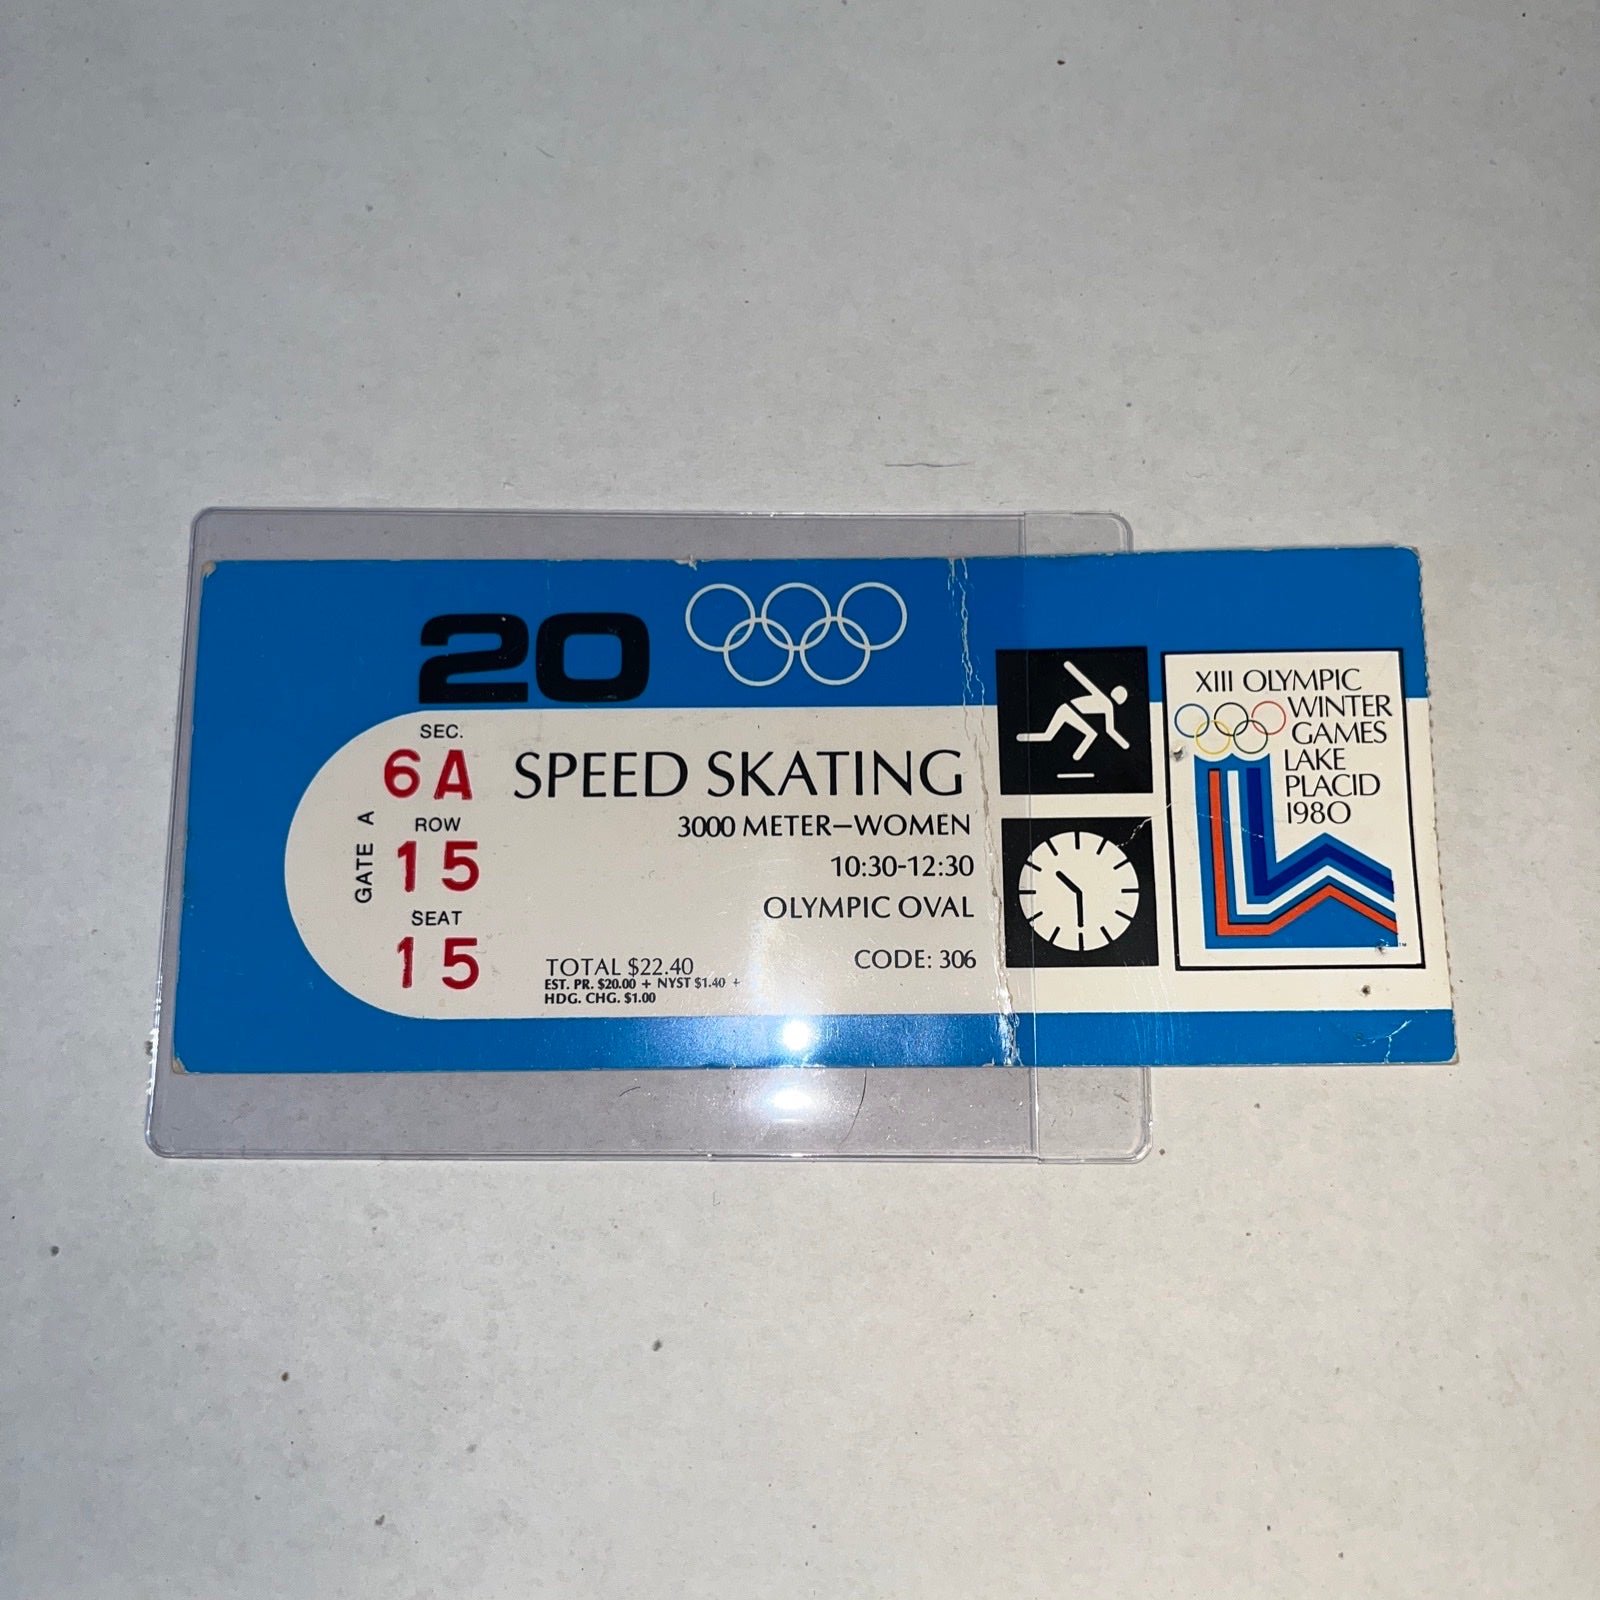 20
SEC.
6A
GATE A
ROW
15
SEAT
15
SPEED SKATING
3000 METER–WOMEN
10:30-12:30
OLYMPIC OVAL
CODE: 306
TOTAL $22.40
EST. PR. $20.00 + NYST $1.40 +
HDG. CHG. $1.00
XIII OLYMPIC
WINTER
GAMES
LAKE
PLACID
1980
TM